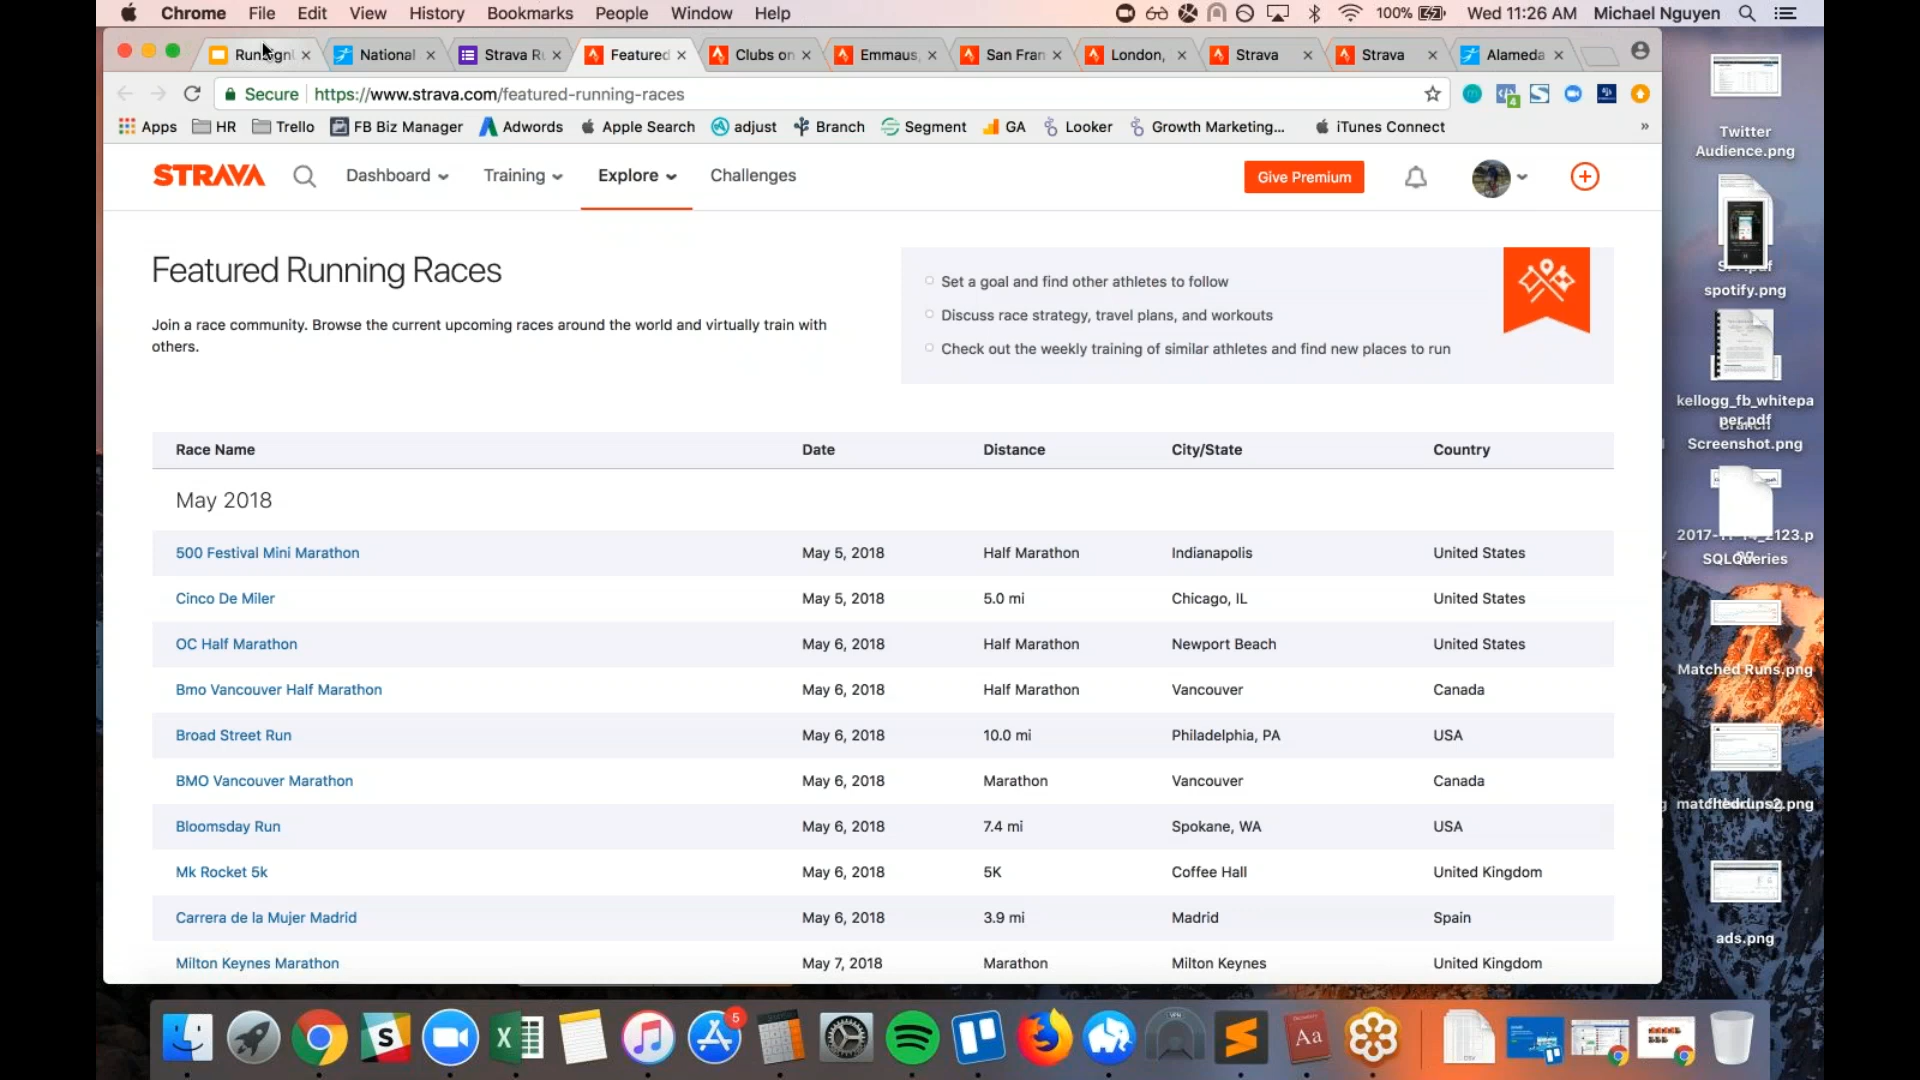 Chrome File Edit View History Bookmarks People Window Help 100% Wed 11:26 AM Michael Nguyen
National Strava Ru Featured Clubs on Emmaus, San Fran London, Strava Strava Alameda
Secure https://www.strava.com/featured-running-races
Apps HR Trello FB Biz Manager Adwords Apple Search adjust Branch Segment GA Looker Growth Marketing... iTunes Connect »
STRAVA Dashboard Training Explore Challenges Give Premium
Featured Running Races
Join a race community. Browse the current upcoming races around the world and virtually train with
others.
Set a goal and find other athletes to follow
Discuss race strategy, travel plans, and workouts
Check out the weekly training of similar athletes and find new places to run
Race Name Date Distance City/State Country
May 2018
500 Festival Mini Marathon May 5, 2018 Half Marathon Indianapolis United States
Cinco De Miler May 5, 2018 5.0 mi Chicago, IL United States
OC Half Marathon May 6, 2018 Half Marathon Newport Beach United States
Bmo Vancouver Half Marathon May 6, 2018 Half Marathon Vancouver Canada
Broad Street Run May 6, 2018 10.0 mi Philadelphia, PA USA
BMO Vancouver Marathon May 6, 2018 Marathon Vancouver Canada
Bloomsday Run May 6, 2018 7.4 mi Spokane, WA USA
Mk Rocket 5k May 6, 2018 5K Coffee Hall United Kingdom
Carrera de la Mujer Madrid May 6, 2018 3.9 mi Madrid Spain
Milton Keynes Marathon May 7, 2018 Marathon Milton Keynes United Kingdom
Twitter
Audience.png
spotify.png
kellogg_fb_whitepa
per.pdf
Screenshot.png
SQLQueries
Matched Runs.png
ads.png
5
Aa
VPN
CSV